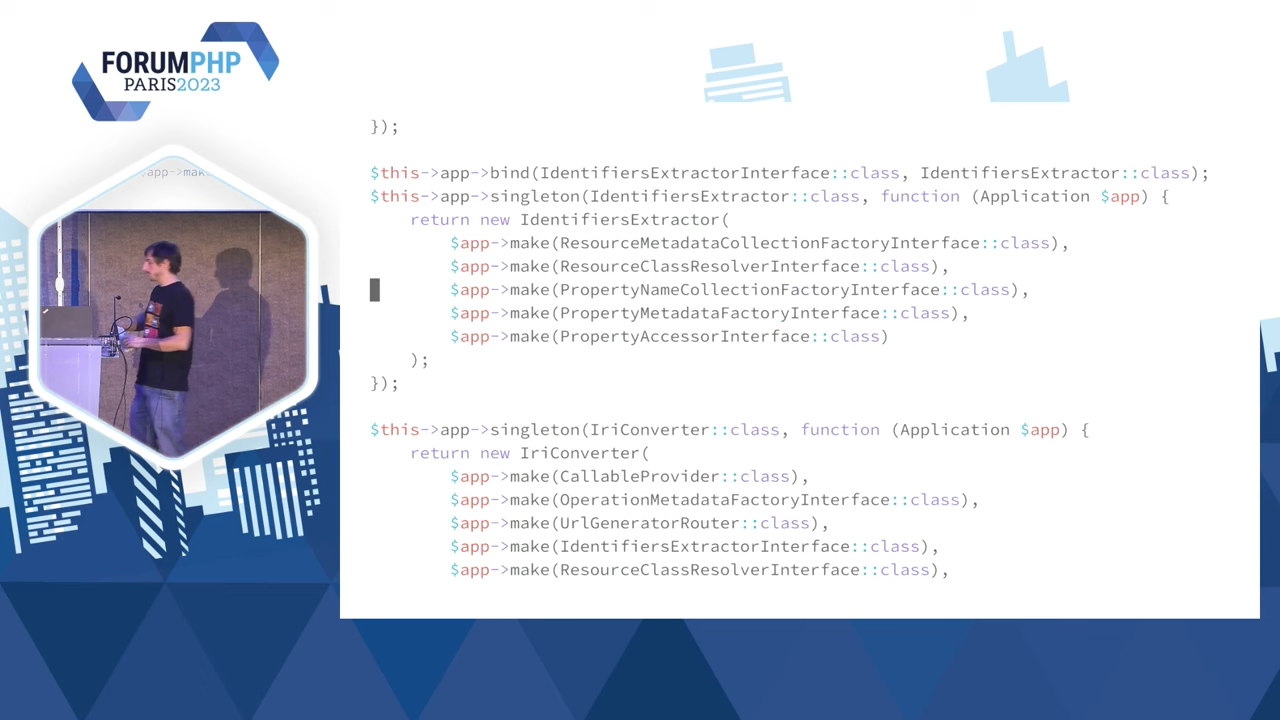 FORUMPHP
PARIS2023
/app->mak
});
$this->app->bind(IdentifiersExtractorInterface::class, IdentifiersExtractor::class);
$this->app->singleton(IdentifiersExtractor::class, function (Application $app) {
return new IdentifiersExtractor(
$app->make(ResourceMetadataCollectionFactoryInterface::class),
$app->make(ResourceClassResolverInterface::class),
$app->make(PropertyNameCollectionFactoryInterface::class),
$app->make(PropertyMetadataFactoryInterface::class),
$app->make(PropertyAccessorInterface::class)
);
});
$this->app->singleton(IriConverter::class, function (Application $app) {
return new IriConverter(
$app->make(CallableProvider::class),
$app->make(OperationMetadataFactoryInterface::class),
$app->make(UrlGeneratorRouter::class),
$app->make(IdentifiersExtractorInterface::class),
$app->make(ResourceClassResolverInterface::class),